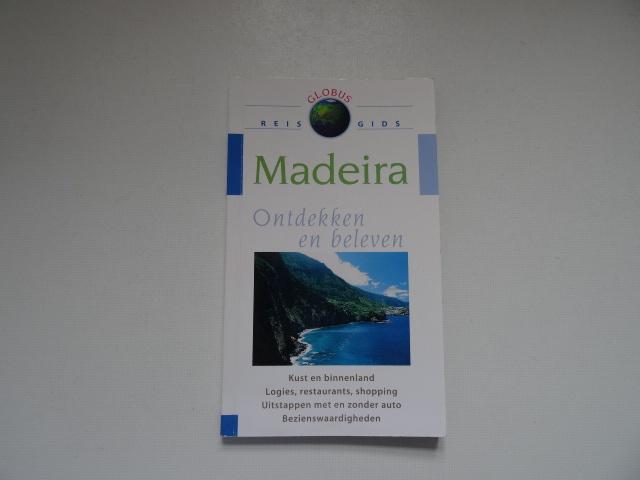 GLOBUS
REIS GIDS
Madeira
Ontdekken
en beleven
Kust en binnenland
Logies, restaurants, shopping
Uitstappen met en zonder auto
Bezienswaardigheden